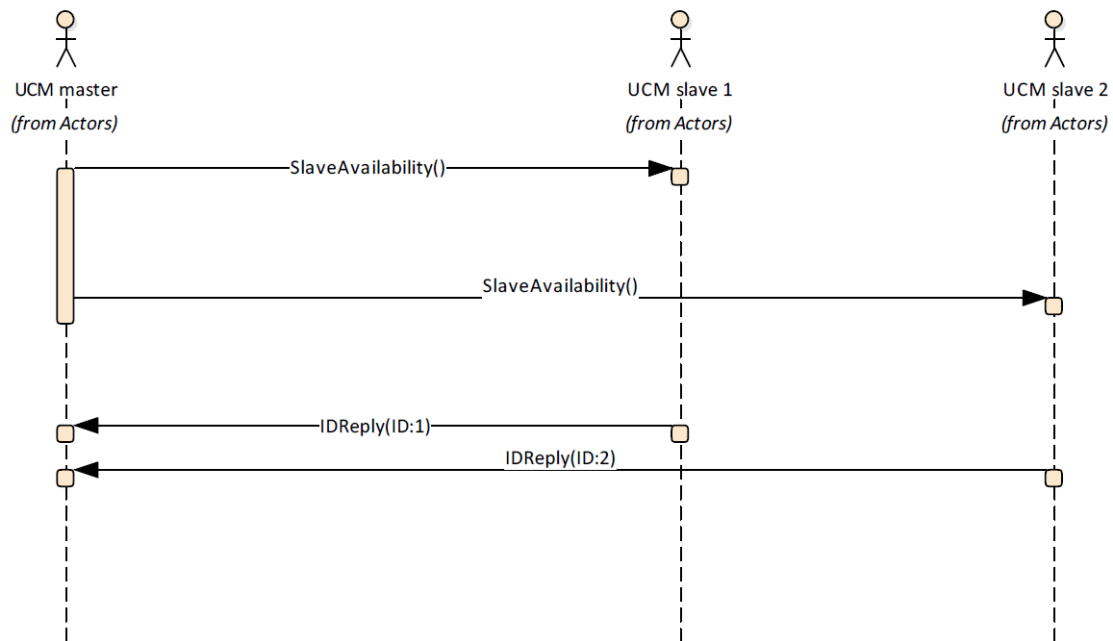 UCM master
(from Actors)
UCM slave 1
(from Actors)
UCM slave 2
(from Actors)
SlaveAvailability()
SlaveAvailability()
IDReply(ID:1)
IDReply(ID:2)